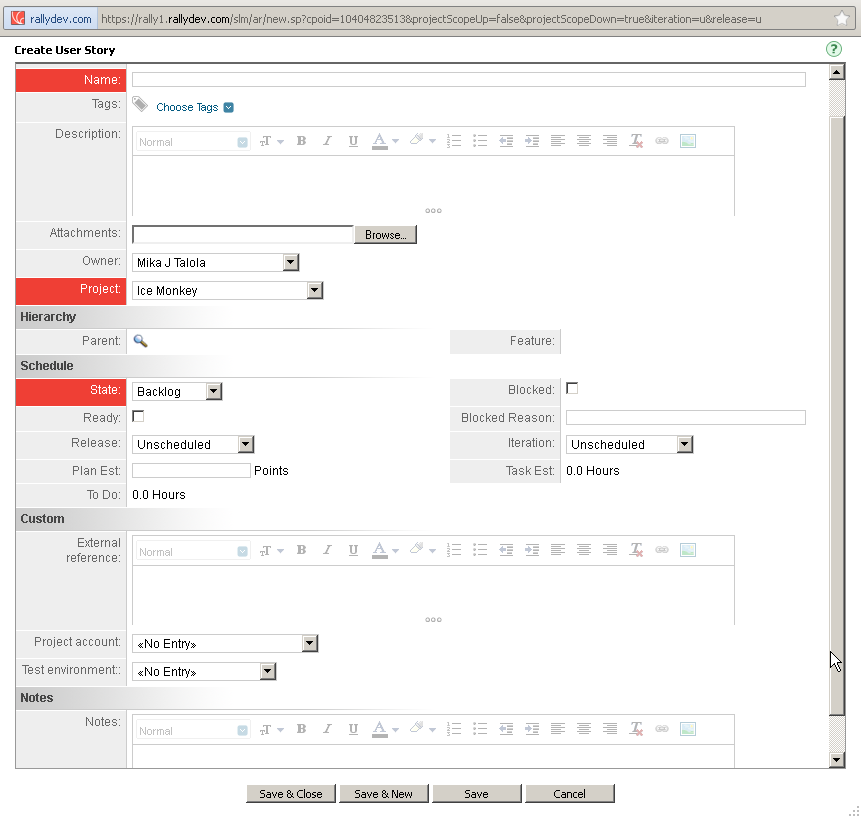 rallydev.com https://rally1.rallydev.com/slm/ar/new.sp?cpoid=10404823513&projectScopeUp=false&projectScopeDown=true&iteration=u&release=u
Create User Story ?
Name:
Tags: Choose Tags
Description: Normal T B I U A T
Attachments: Browse...
Owner: Mika J Talola
Project: Ice Monkey
Hierarchy
Parent: Feature:
Schedule
State: Backlog Blocked:
Ready: Blocked Reason:
Release: Unscheduled Iteration: Unscheduled
Plan Est: Points Task Est: 0.0 Hours
To Do: 0.0 Hours
Custom
External
reference: Normal T B I U A T
Project account: «No Entry»
Test environment:: «No Entry»
Notes
Notes: Normal T B I U A T
Save & Close Save & New Save Cancel